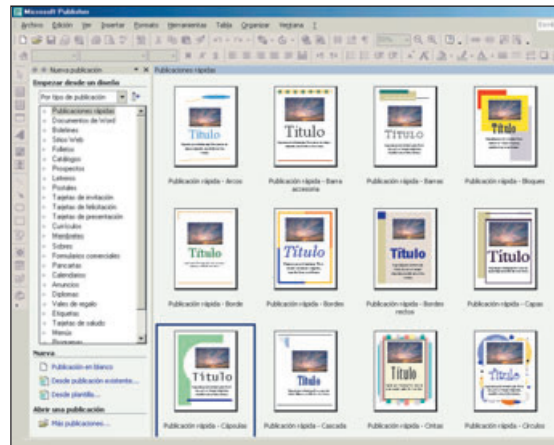 Microsoft Publisher
Archivo Edición Ver Insertar Formato Herramientas Tabla Organizar Ventana ?
Nueva publicación
Publicaciones rápidas
Empezar desde un diseño
Por tipo de publicación
Publicaciones rápidas
Documentos de Word
Boletines
Sitios Web
Folletos
Catálogos
Prospectos
Letreros
Postales
Tarjetas de invitación
Tarjetas de felicitación
Tarjetas de presentación
Currículos
Membretes
Sobres
Formularios comerciales
Pancartas
Calendarios
Anuncios
Diplomas
Vales de regalo
Etiquetas
Tarjetas de saludo
Menús
Programas
Nueva
Publicación en blanco
Desde publicación existente...
Desde plantilla...
Abrir una publicación
Más publicaciones...
Título
Título
Título
Título
Publicación rápida - Arcos
Publicación rápida - Barra accesoria
Publicación rápida - Barras
Publicación rápida - Bloques
Título
Título
Título
Título
Publicación rápida - Borde
Publicación rápida - Bordes
Publicación rápida - Bordes rectos
Publicación rápida - Capas
Título
Título
Título
Título
Publicación rápida - Cápsulas
Publicación rápida - Cascada
Publicación rápida - Cintas
Publicación rápida - Círculos